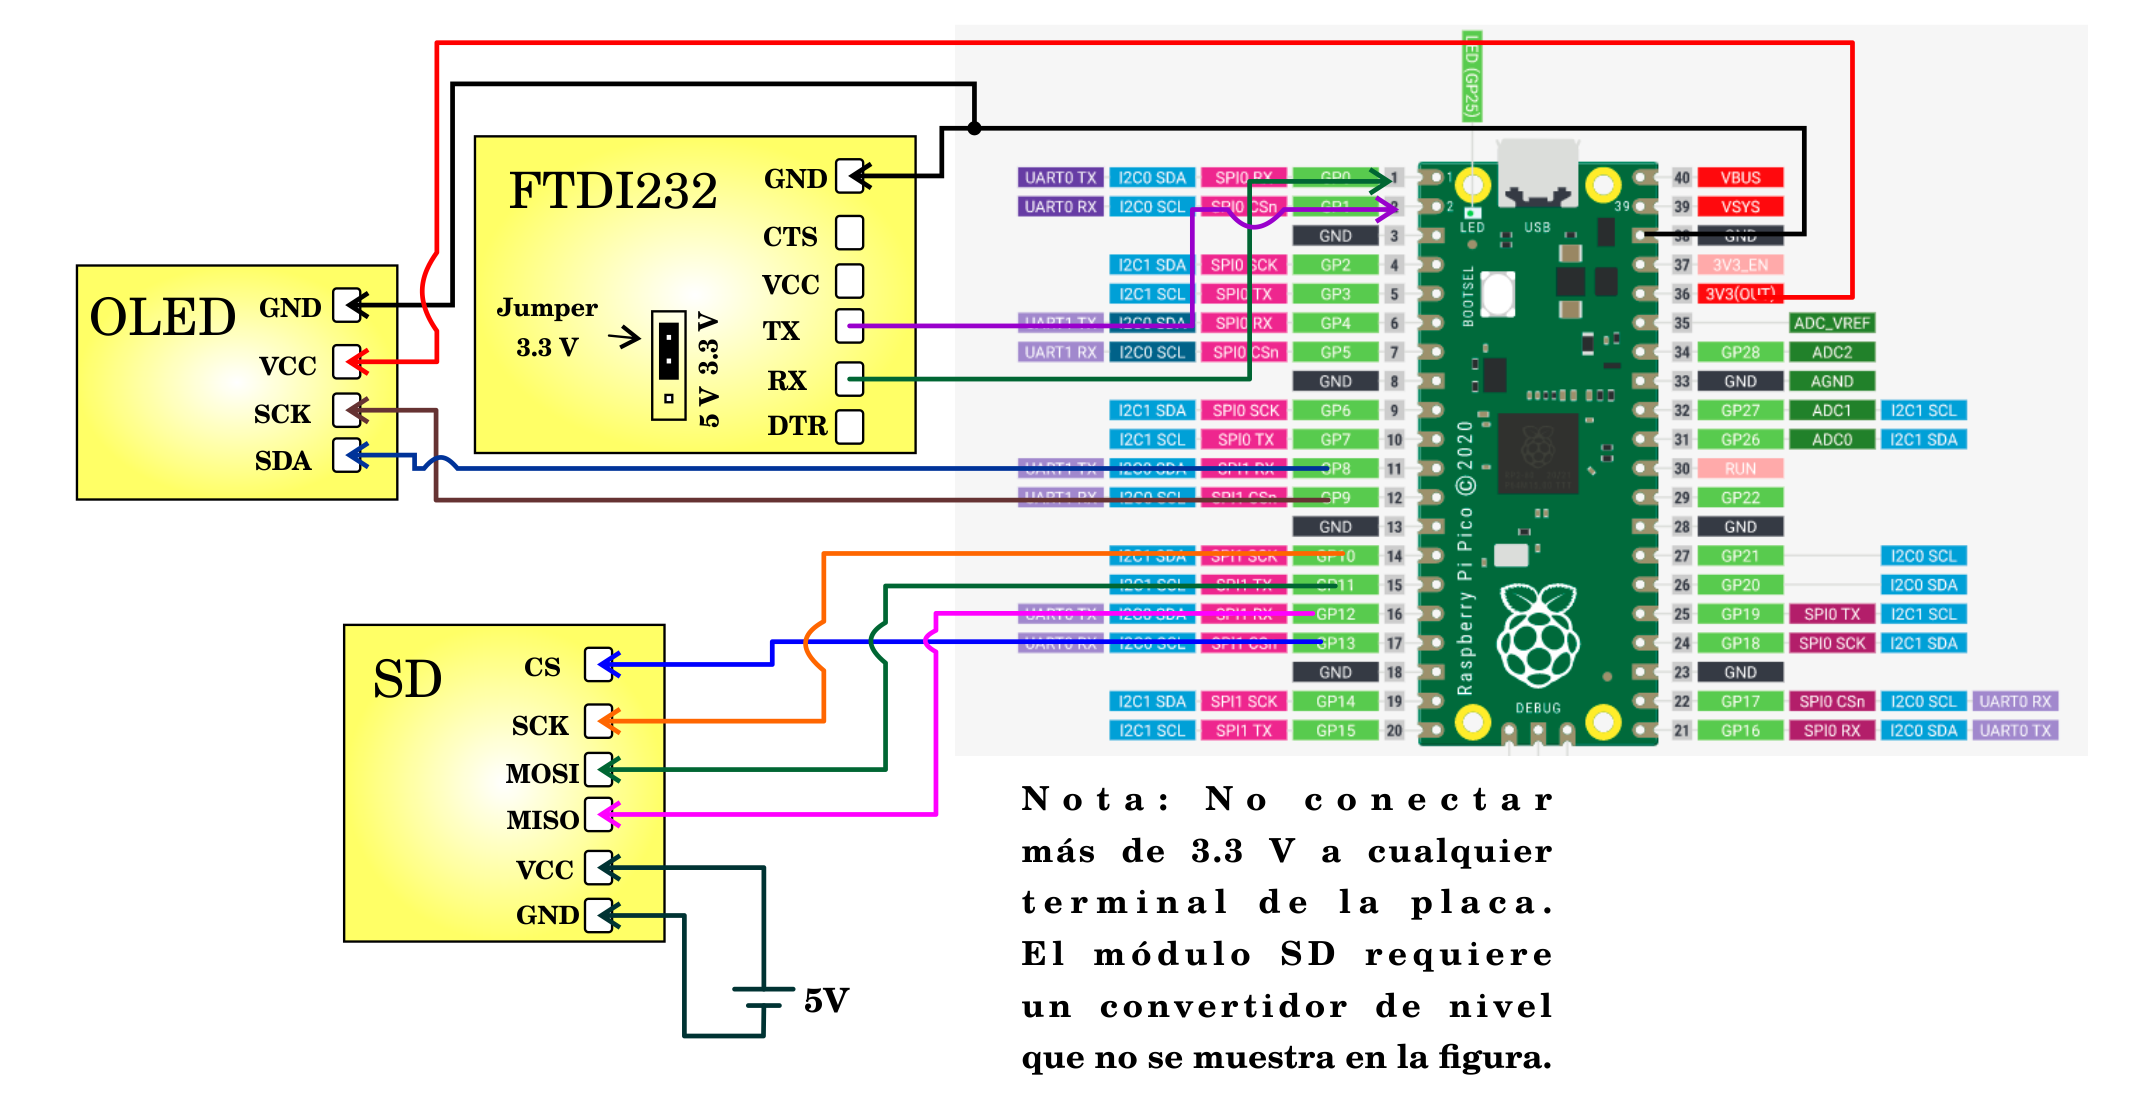 LED (GP25)
OLED
GND
VCC
SCK
SDA
FTDI232
GND
CTS
VCC
TX
RX
DTR
Jumper
3.3 V
5 V 3.3 V
SD
CS
SCK
MOSI
MISO
VCC
GND
5V
UART0 TX I2C0 SDA SPI0 RX GP0 1
UART0 RX I2C0 SCL SPI0 CSn GP1 2
GND 3
I2C1 SDA SPI0 SCK GP2 4
I2C1 SCL SPI0 TX GP3 5
UART1 TX I2C0 SDA SPI0 RX GP4 6
UART1 RX I2C0 SCL SPI0 CSn GP5 7
GND 8
I2C1 SDA SPI0 SCK GP6 9
I2C1 SCL SPI0 TX GP7 10
UART1 TX I2C0 SDA SPI1 RX GP8 11
UART1 RX I2C0 SCL SPI1 CSn GP9 12
GND 13
I2C1 SDA SPI1 SCK GP10 14
I2C1 SCL SPI1 TX GP11 15
UART0 TX I2C0 SDA SPI1 RX GP12 16
UART0 RX I2C0 SCL SPI1 CSn GP13 17
GND 18
I2C1 SDA SPI1 SCK GP14 19
I2C1 SCL SPI1 TX GP15 20
1
2
39
LED
USB
BOOTSEL
Raspberry Pi Pico ©2020
DEBUG
40 VBUS
39 VSYS
38 GND
37 3V3_EN
36 3V3(OUT)
35 ADC_VREF
34 GP28 ADC2
33 GND AGND
32 GP27 ADC1 I2C1 SCL
31 GP26 ADC0 I2C1 SDA
30 RUN
29 GP22
28 GND
27 GP21 I2C0 SCL
26 GP20 I2C0 SDA
25 GP19 SPI0 TX I2C1 SCL
24 GP18 SPI0 SCK I2C1 SDA
23 GND
22 GP17 SPI0 CSn I2C0 SCL UART0 RX
21 GP16 SPI0 RX I2C0 SDA UART0 TX
Nota: No conectar
más de 3.3 V a cualquier
terminal de la placa.
El módulo SD requiere
un convertidor de nivel
que no se muestra en la figura.